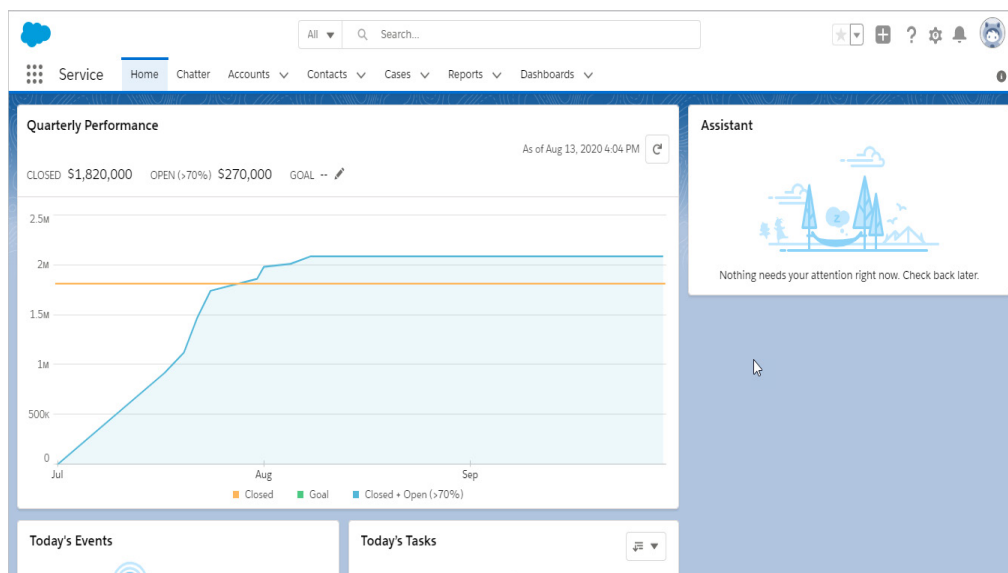 All
Search...
Service Home Chatter Accounts Contacts Cases Reports Dashboards
Quarterly Performance
As of Aug 13, 2020 4:04 PM
CLOSED $1,820,000 OPEN (>70%) $270,000 GOAL --
2.5M
2M
1.5M
1M
500K
0
Jul Aug Sep
Closed Goal Closed + Open (>70%)
Assistant
z
Nothing needs your attention right now. Check back later.
Today's Events
Today's Tasks